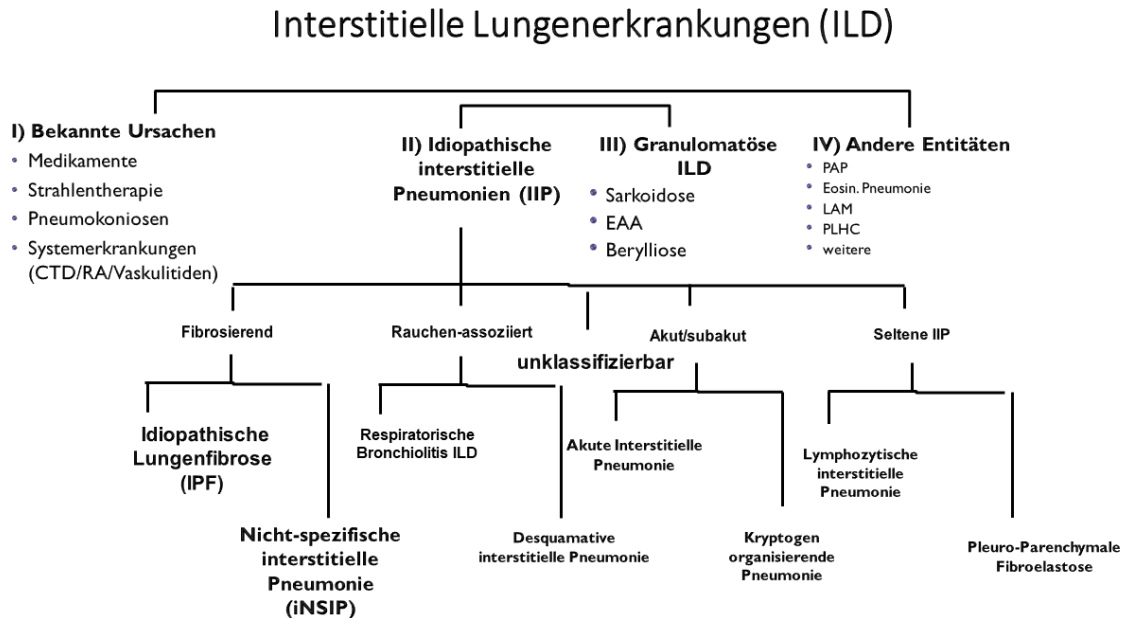 Interstitielle Lungenerkrankungen (ILD)
I) Bekannte Ursachen
• Medikamente
• Strahlentherapie
• Pneumokoniosen
• Systemerkrankungen
(CTD/RA/Vaskulitiden)
II) Idiopathische
interstitielle
Pneumonien (IIP)
III) Granulomatöse
ILD
• Sarkoidose
• EAA
• Berylliose
IV) Andere Entitäten
• PAP
• Eosin. Pneumonie
• LAM
• PLHC
• weitere
Fibrosierend
Rauchen-assoziiert
unklassifizierbar
Akut/subakut
Seltene IIP
Idiopathische
Lungenfibrose
(IPF)
Nicht-spezifische
interstitielle
Pneumonie
(iNSIP)
Respiratorische
Bronchiolitis ILD
Desquamative
interstitielle Pneumonie
Akute Interstitielle
Pneumonie
Kryptogen
organisierende
Pneumonie
Lymphozytische
interstitielle
Pneumonie
Pleuro-Parenchymale
Fibroelastose